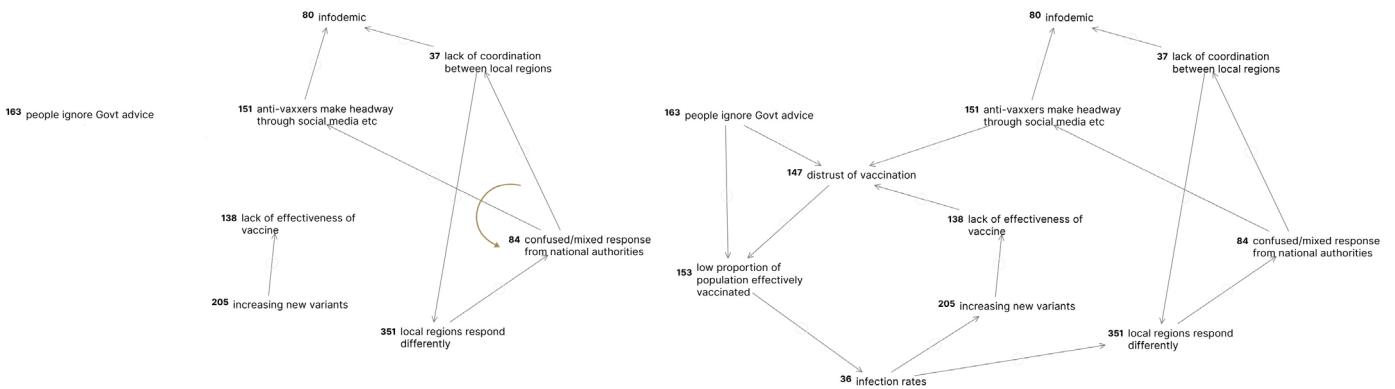 80 infodemic
37 lack of coordination
between local regions
151 anti-vaxxers make headway
through social media etc
163 people ignore Govt advice
138 lack of effectiveness of
vaccine
84 confused/mixed response
from national authorities
205 increasing new variants
351 local regions respond
differently
80 infodemic
37 lack of coordination
between local regions
151 anti-vaxxers make headway
through social media etc
163 people ignore Govt advice
147 distrust of vaccination
138 lack of effectiveness of
vaccine
84 confused/mixed response
from national authorities
153 low proportion of
population effectively
vaccinated
205 increasing new variants
351 local regions respond
differently
36 infection rates